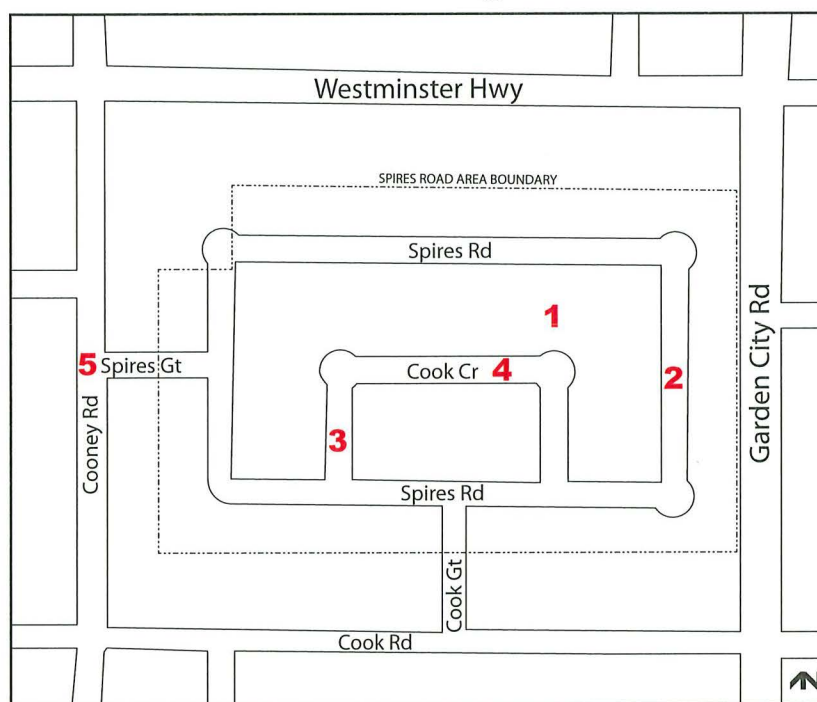 Westminster Hwy
SPIRES ROAD AREA BOUNDARY
Spires Rd
Garden City Rd
1
5
Spires Gt
Cook Cr
4
2
Cooney Rd
3
Spires Rd
Cook Gt
Cook Rd